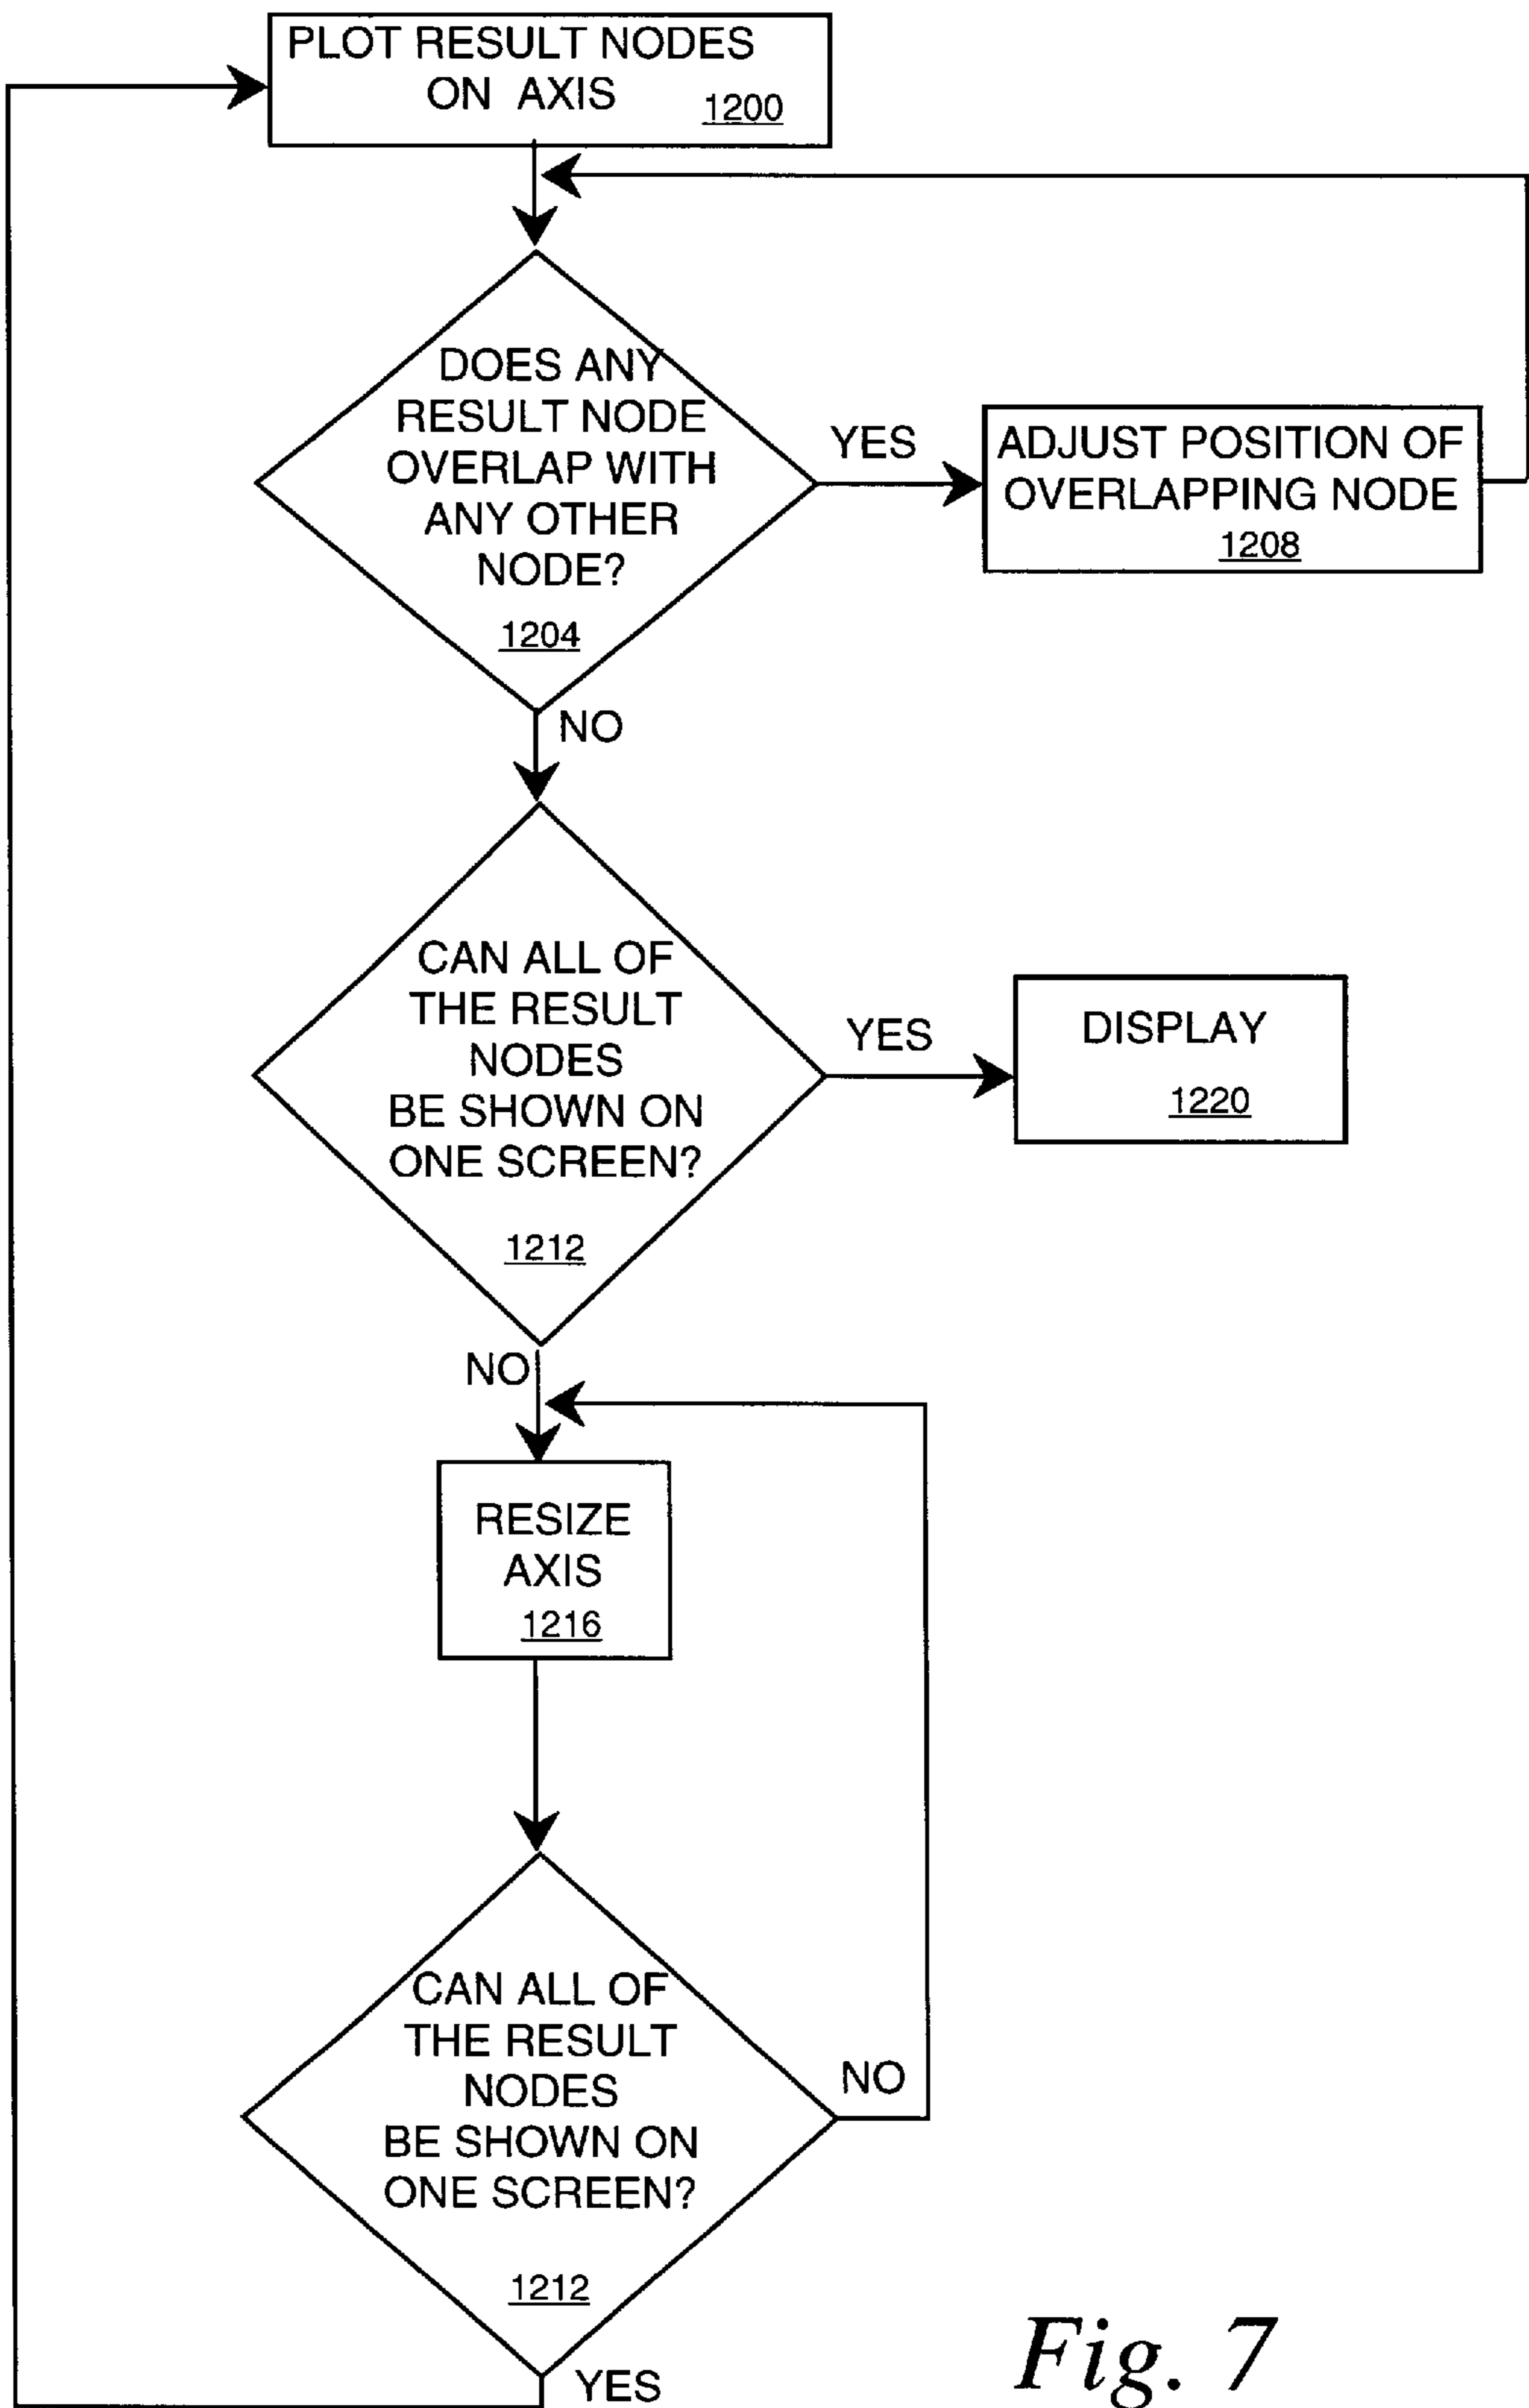 PLOT RESULT NODES
ON AXIS 1200
DOES ANY
RESULT NODE
OVERLAP WITH
ANY OTHER
NODE?
1204
YES
ADJUST POSITION OF
OVERLAPPING NODE
1208
NO
CAN ALL OF
THE RESULT
NODES
BE SHOWN ON
ONE SCREEN?
1212
YES
DISPLAY
1220
NO
RESIZE
AXIS
1216
CAN ALL OF
THE RESULT
NODES
BE SHOWN ON
ONE SCREEN?
1212
NO
YES
Fig. 7